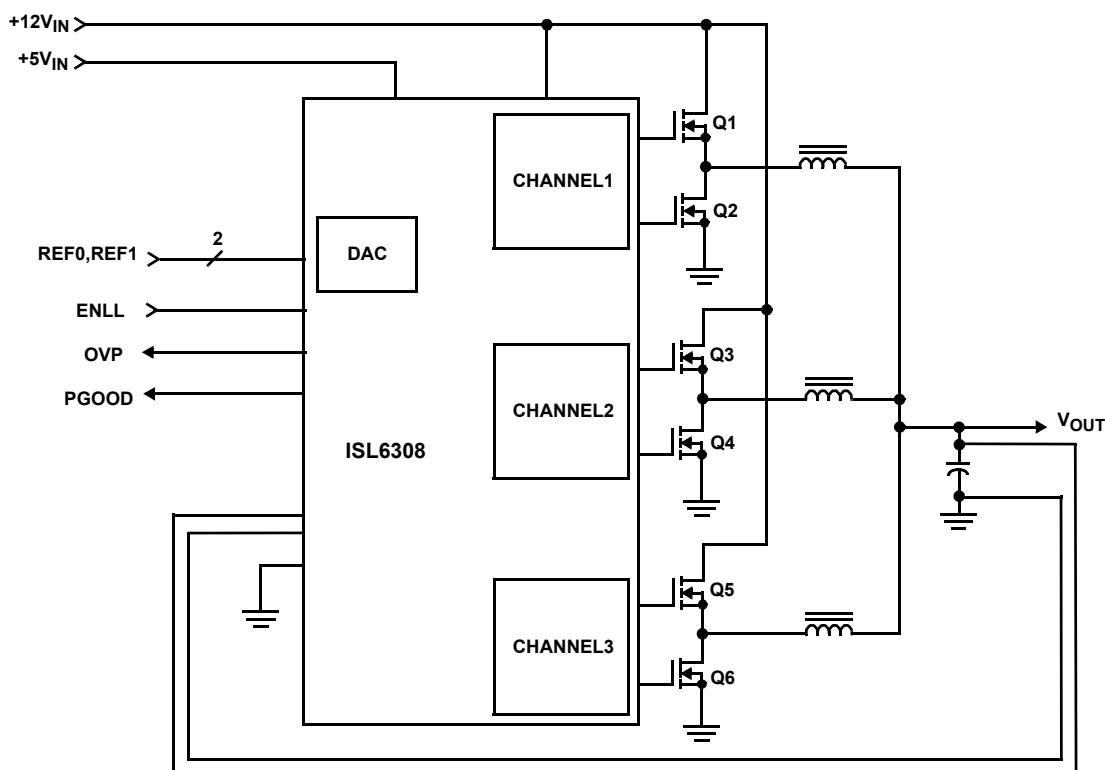 +12VIN
+5VIN
Q1
CHANNEL1
Q2
2
REF0,REF1
DAC
ENLL
OVP
Q3
PGOOD
CHANNEL2
VOUT
Q4
ISL6308
Q5
CHANNEL3
Q6